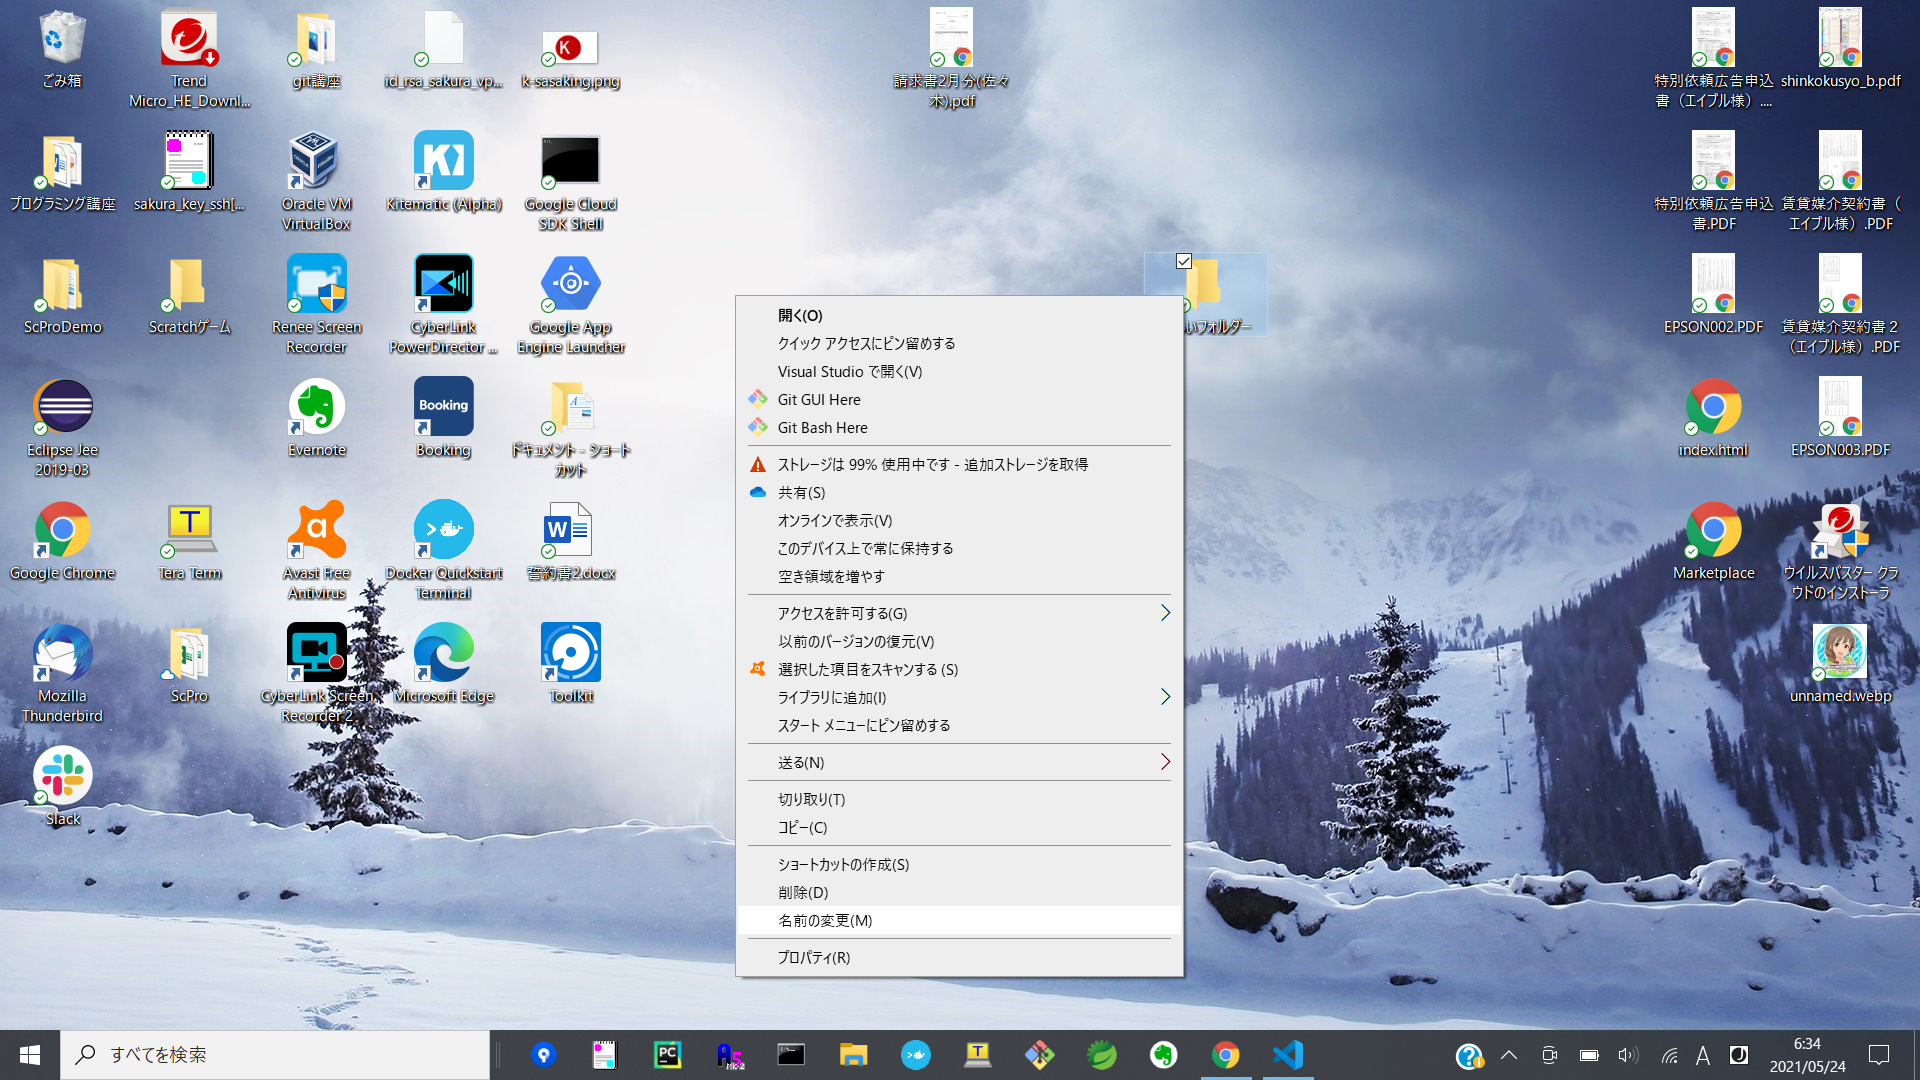 ごみ箱
Trend
Micro_HE_Downl...
git講座
id_rsa_sakura_vp...
K
k-sasaking.png
請求書2月分(佐々
木).pdf
特別依頼広告申込
書（エイブル様）....
shinkokusyo_b.pdf
プログラミング講座
sakura_key_ssh[...
Oracle VM
VirtualBox
Kitematic (Alpha)
Google Cloud
SDK Shell
特別依頼広告申込
書.PDF
賃貸媒介契約書（
エイブル様）.PDF
ScProDemo
Scratchゲーム
Renee Screen
Recorder
CyberLink
PowerDirector ...
Google App
Engine Launcher
いフォルダー
EPSON002.PDF
賃貸媒介契約書２
（エイブル様）.PDF
Eclipse Jee
2019-03
Evernote
Booking
Booking
ドキュメント - ショート
カット
index.html
EPSON003.PDF
Google Chrome
T
Tera Term
Avast Free
Antivirus
Docker Quickstart
Terminal
W
誓約書2.docx
Marketplace
ウイルスバスター クラ
ウドのインストーラ
Mozilla
Thunderbird
ScPro
CyberLink Screen
Recorder 2
Microsoft Edge
Toolkit
unnamed.webp
Slack
開く(O)
クイック アクセスにピン留めする
Visual Studio で開く(V)
Git GUI Here
Git Bash Here
ストレージは 99% 使用中です - 追加ストレージを取得
共有(S)
オンラインで表示(V)
このデバイス上で常に保持する
空き領域を増やす
アクセスを許可する(G)
以前のバージョンの復元(V)
選択した項目をスキャンする (S)
ライブラリに追加(I)
スタート メニューにピン留めする
送る(N)
切り取り(T)
コピー(C)
ショートカットの作成(S)
削除(D)
名前の変更(M)
プロパティ(R)
すべてを検索
PC
T
A
6:34
2021/05/24